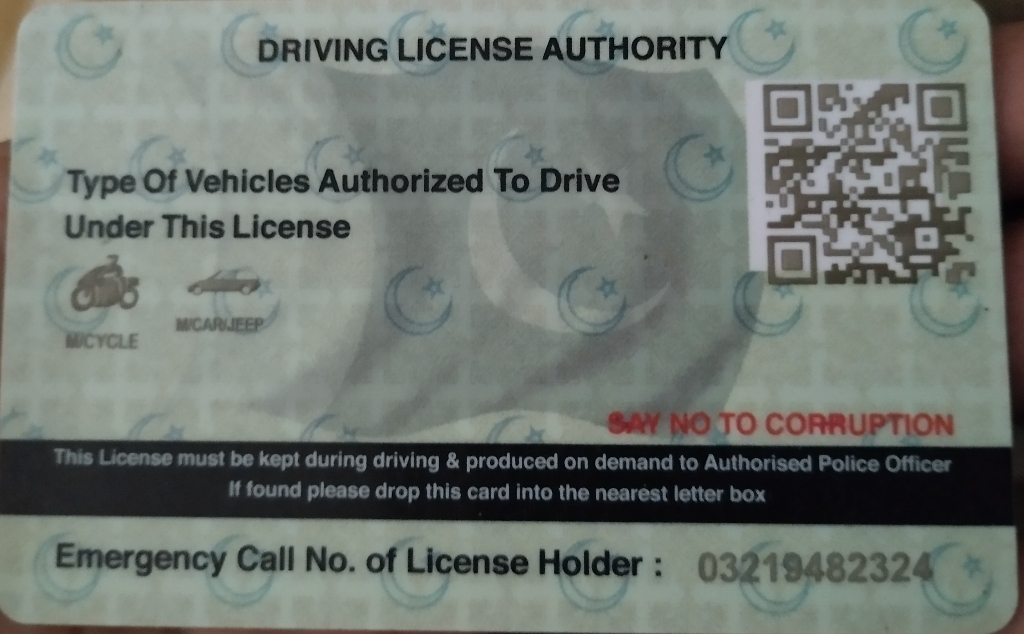 DRIVING LICENSE AUTHORITY
Type Of Vehicles Authorized To Drive
Under This License
M/CYCLE
M/CAR/JEEP
SAY NO TO CORRUPTION
This License must be kept during driving & produced on demand to Authorised Police Officer
If found please drop this card into the nearest letter box
Emergency Call No. of License Holder : 03219482324